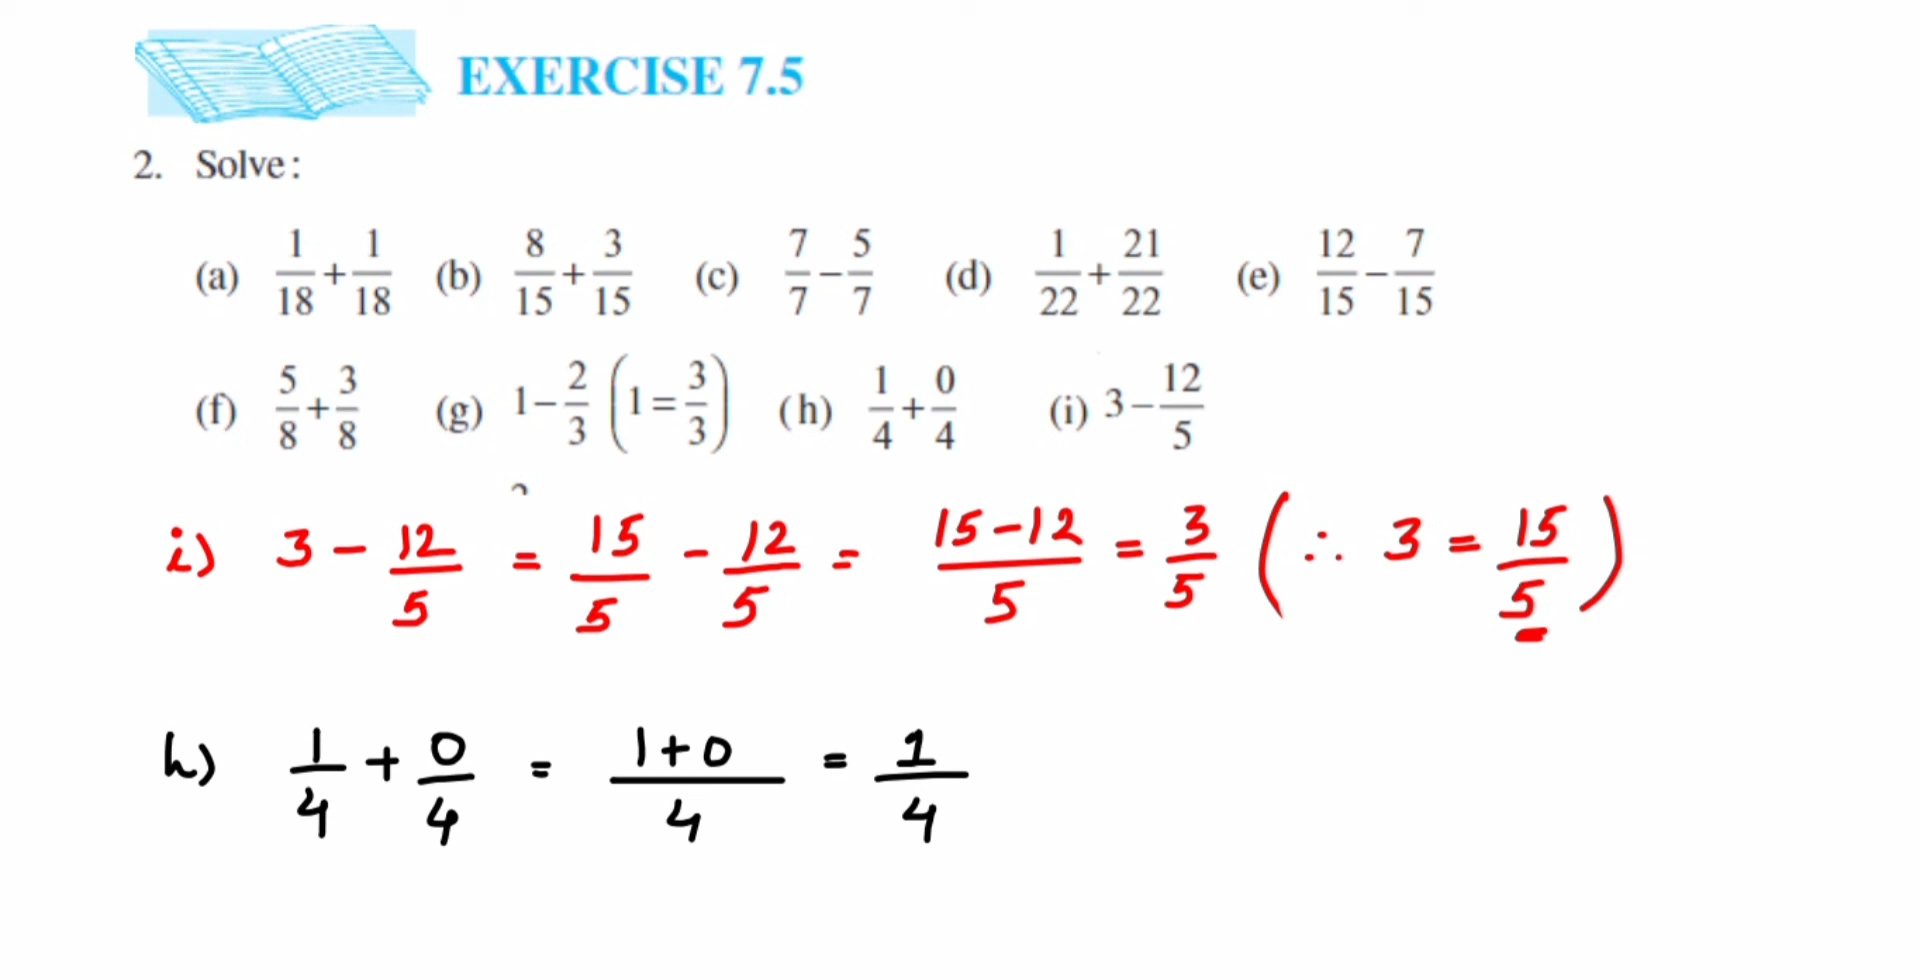 EXERCISE 7.5
2. Solve:
(a) 1/18 + 1/18 (b) 8/15 + 3/15 (c) 7/7 − 5/7 (d) 1/22 + 21/22 (e) 12/15 − 7/15
(f) 5/8 + 3/8 (g) 1 − 2/3 (1 = 3/3) (h) 1/4 + 0/4 (i) 3 − 12/5
i) 3 − 12/5 = 15/5 − 12/5 = 15−12/5 = 3/5 (∴ 3 = 15/5)
h) 1/4 + 0/4 = 1+0/4 = 1/4